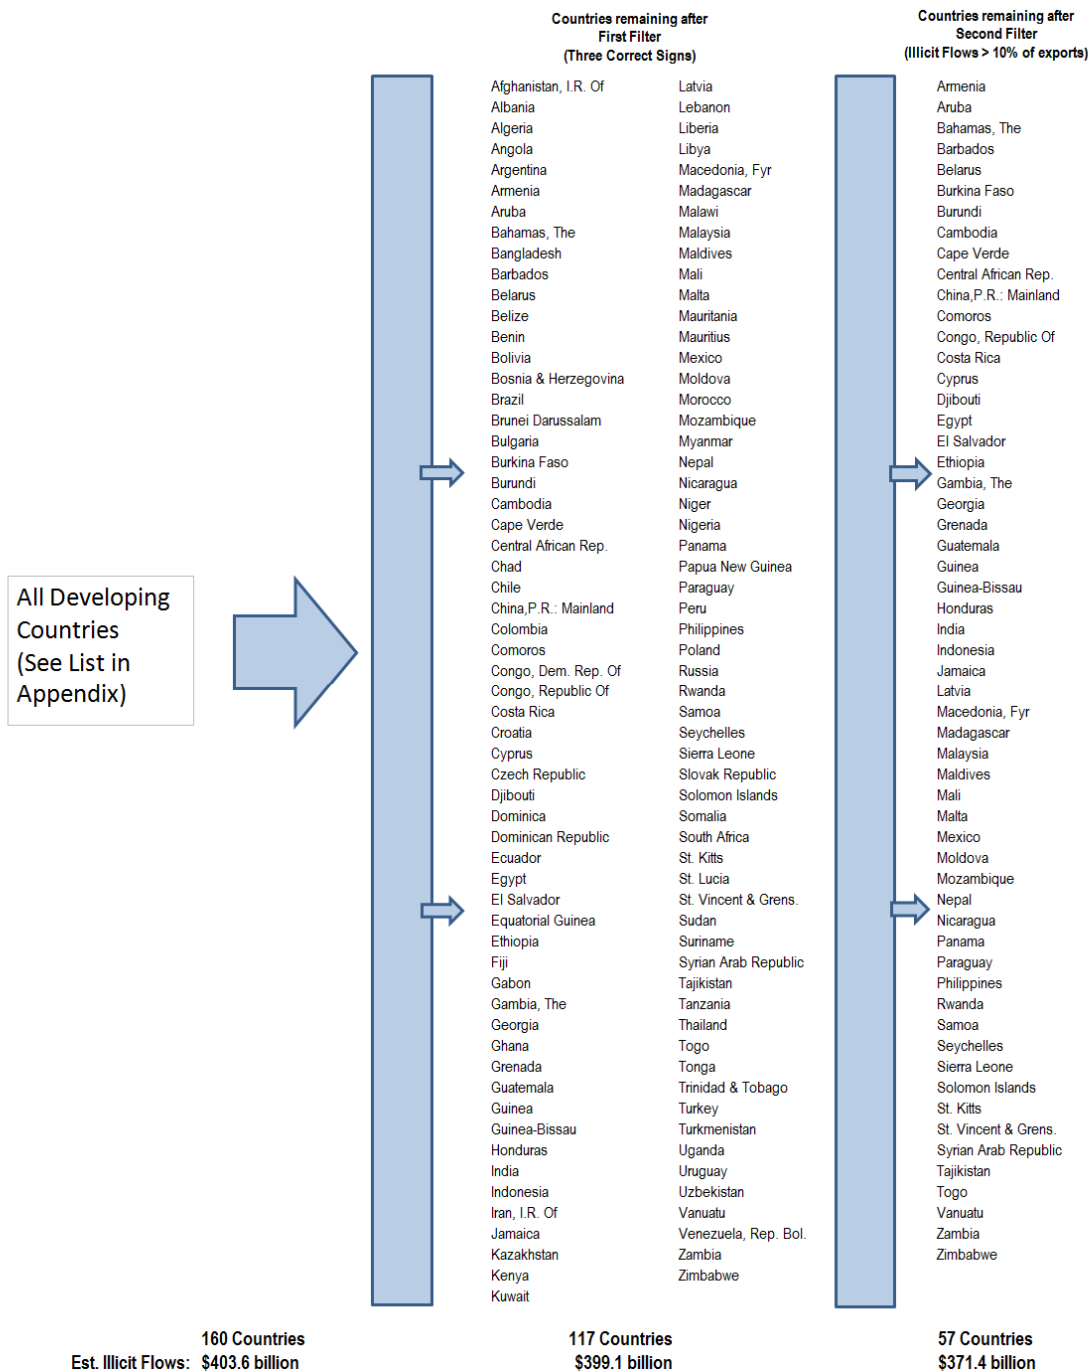 Countries remaining after
First Filter
(Three Correct Signs)
Countries remaining after
Second Filter
(Illicit Flows > 10% of exports)
All Developing
Countries
(See List in
Appendix)
Afghanistan, I.R. Of
Albania
Algeria
Angola
Argentina
Armenia
Aruba
Bahamas, The
Bangladesh
Barbados
Belarus
Belize
Benin
Bolivia
Bosnia & Herzegovina
Brazil
Brunei Darussalam
Bulgaria
Burkina Faso
Burundi
Cambodia
Cape Verde
Central African Rep.
Chad
Chile
China,P.R.: Mainland
Colombia
Comoros
Congo, Dem. Rep. Of
Congo, Republic Of
Costa Rica
Croatia
Cyprus
Czech Republic
Djibouti
Dominica
Dominican Republic
Ecuador
Egypt
El Salvador
Equatorial Guinea
Ethiopia
Fiji
Gabon
Gambia, The
Georgia
Ghana
Grenada
Guatemala
Guinea
Guinea-Bissau
Honduras
India
Indonesia
Iran, I.R. Of
Jamaica
Kazakhstan
Kenya
Kuwait
Latvia
Lebanon
Liberia
Libya
Macedonia, Fyr
Madagascar
Malawi
Malaysia
Maldives
Mali
Malta
Mauritania
Mauritius
Mexico
Moldova
Morocco
Mozambique
Myanmar
Nepal
Nicaragua
Niger
Nigeria
Panama
Papua New Guinea
Paraguay
Peru
Philippines
Poland
Russia
Rwanda
Samoa
Seychelles
Sierra Leone
Slovak Republic
Solomon Islands
Somalia
South Africa
St. Kitts
St. Lucia
St. Vincent & Grens.
Sudan
Suriname
Syrian Arab Republic
Tajikistan
Tanzania
Thailand
Togo
Tonga
Trinidad & Tobago
Turkey
Turkmenistan
Uganda
Uruguay
Uzbekistan
Vanuatu
Venezuela, Rep. Bol.
Zambia
Zimbabwe
Armenia
Aruba
Bahamas, The
Barbados
Belarus
Burkina Faso
Burundi
Cambodia
Cape Verde
Central African Rep.
China,P.R.: Mainland
Comoros
Congo, Republic Of
Costa Rica
Cyprus
Djibouti
Egypt
El Salvador
Ethiopia
Gambia, The
Georgia
Grenada
Guatemala
Guinea
Guinea-Bissau
Honduras
India
Indonesia
Jamaica
Latvia
Macedonia, Fyr
Madagascar
Malaysia
Maldives
Mali
Malta
Mexico
Moldova
Mozambique
Nepal
Nicaragua
Panama
Paraguay
Philippines
Rwanda
Samoa
Seychelles
Sierra Leone
Solomon Islands
St. Kitts
St. Vincent & Grens.
Syrian Arab Republic
Tajikistan
Togo
Vanuatu
Zambia
Zimbabwe
160 Countries 117 Countries 57 Countries
Est. Illicit Flows: $403.6 billion $399.1 billion $371.4 billion